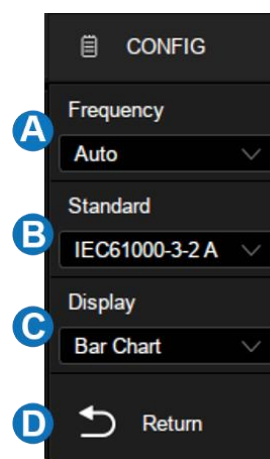 CONFIG
A
Frequency
Auto
B
Standard
IEC61000-3-2 A
C
Display
Bar Chart
D
Return